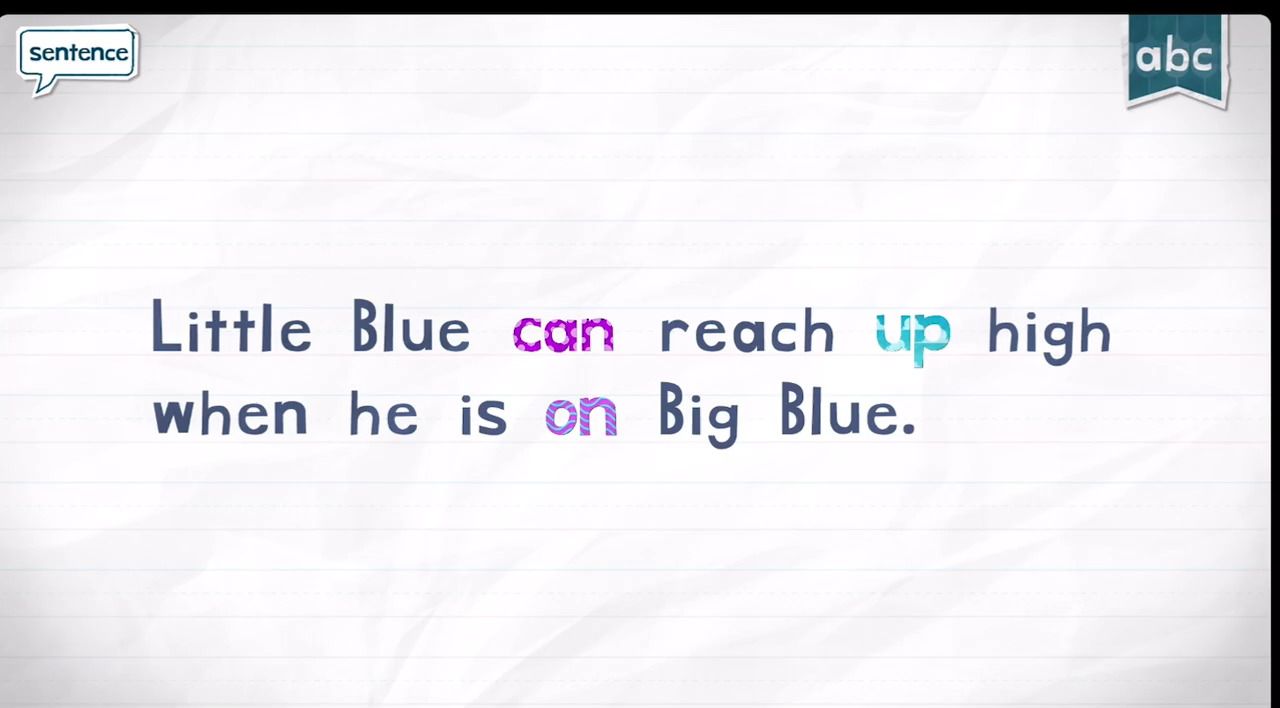 sentence
abc
Little Blue can reach up high
when he is on Big Blue.